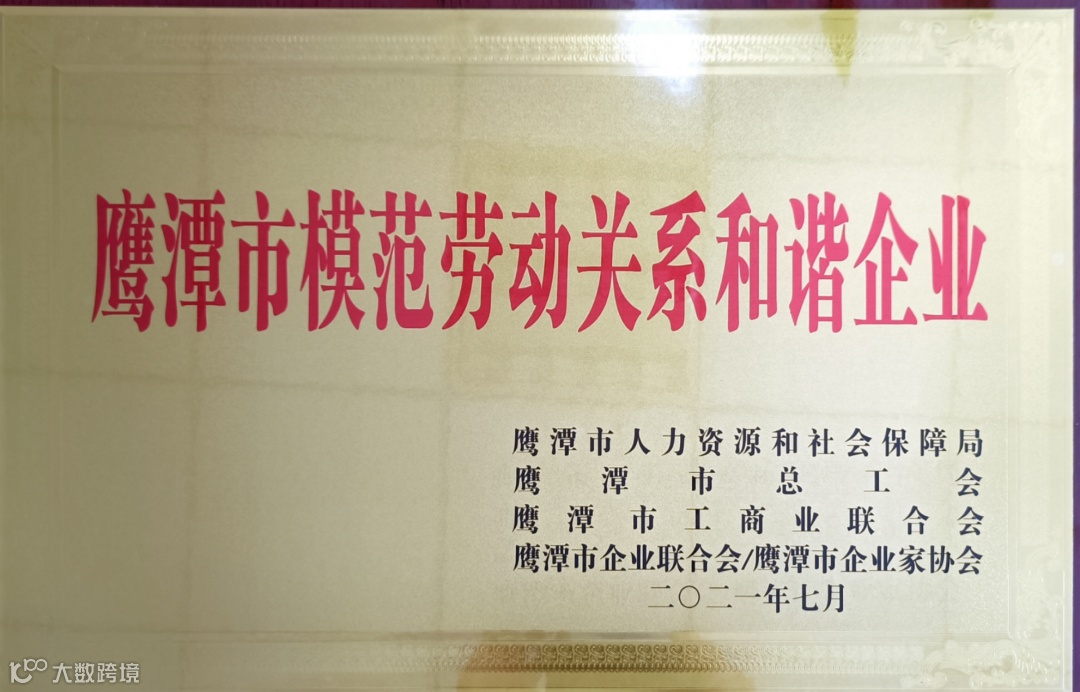 鹰潭市模范劳动关系和谐企业
鹰潭市人力资源和社会保障局
鹰潭市总工会
鹰潭市工商业联合会
鹰潭市企业联合会/鹰潭市企业家协会
二〇二一年七月
大数跨境